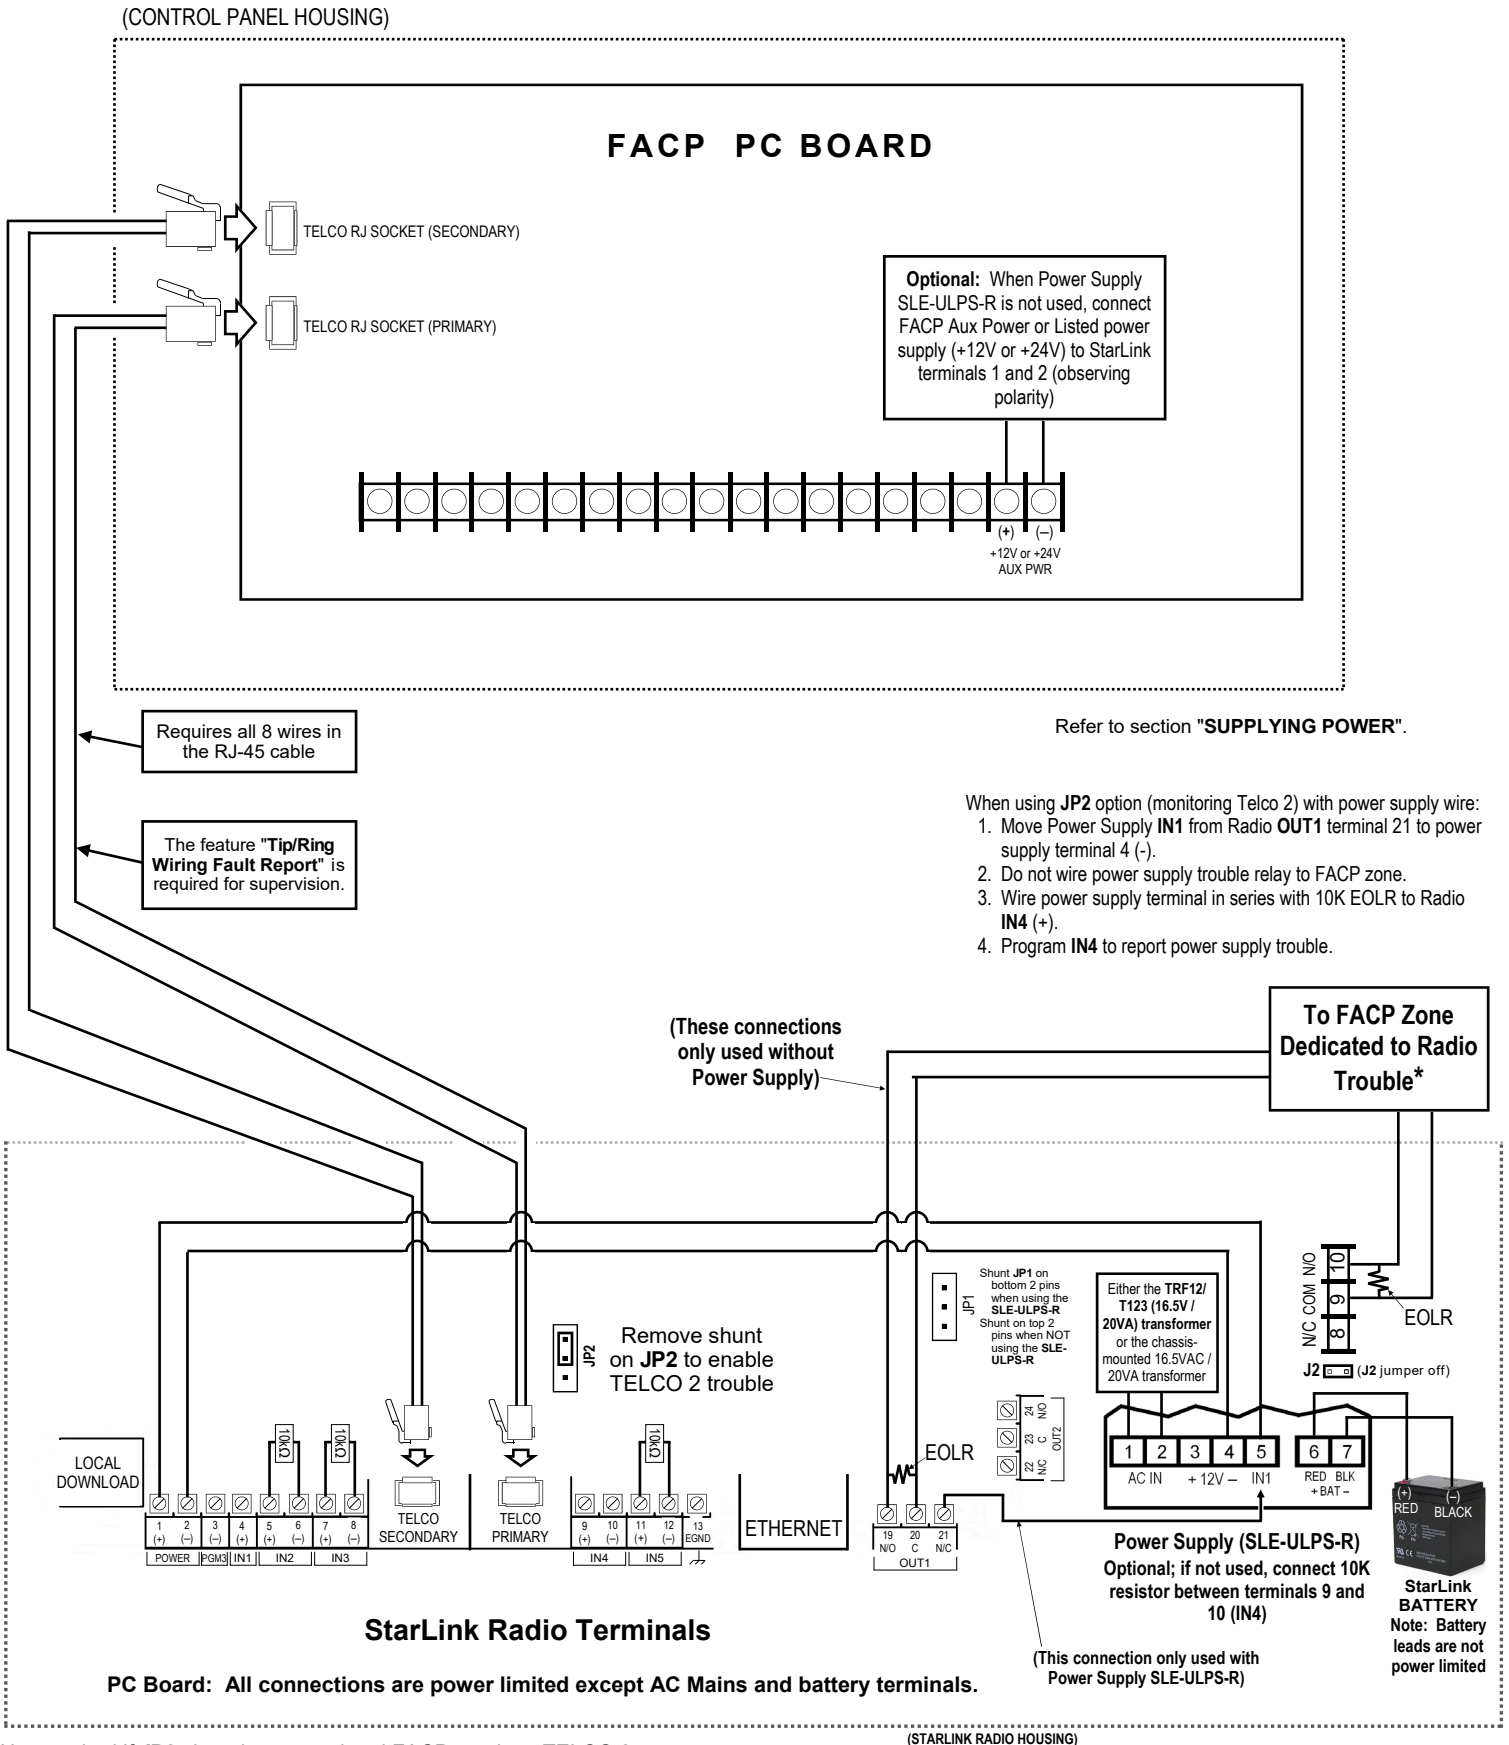 (CONTROL PANEL HOUSING)
FACP PC BOARD
TELCO RJ SOCKET (SECONDARY)
TELCO RJ SOCKET (PRIMARY)
Optional: When Power Supply
SLE-ULPS-R is not used, connect
FACP Aux Power or Listed power
supply (+12V or +24V) to StarLink
terminals 1 and 2 (observing
polarity)
(+) (–)
+12V or +24V
AUX PWR
Requires all 8 wires in
the RJ-45 cable
The feature "Tip/Ring
Wiring Fault Report" is
required for supervision.
Refer to section "SUPPLYING POWER".
When using JP2 option (monitoring Telco 2) with power supply wire:
1. Move Power Supply IN1 from Radio OUT1 terminal 21 to power
supply terminal 4 (-).
2. Do not wire power supply trouble relay to FACP zone.
3. Wire power supply terminal in series with 10K EOLR to Radio
IN4 (+).
4. Program IN4 to report power supply trouble.
(These connections
only used without
Power Supply)
To FACP Zone
Dedicated to Radio
Trouble*
N/C COM N/O
8 9 10
EOLR
J2 (J2 jumper off)
JP1
Shunt JP1 on
bottom 2 pins
when using the
SLE-ULPS-R
Shunt on top 2
pins when NOT
using the SLE-
ULPS-R
Either the TRF12/
T123 (16.5V /
20VA) transformer
or the chassis-
mounted 16.5VAC /
20VA transformer
JP2
Remove shunt
on JP2 to enable
TELCO 2 trouble
LOCAL
DOWNLOAD
10kΩ 10kΩ 10kΩ
1 2 3 4 5 6 7 8
(+) (–) (–) (+) (+) (–) (+) (–)
POWER PGM3 IN1 IN2 IN3
TELCO
SECONDARY
TELCO
PRIMARY
9 10 11 12 13
(+) (–) (+) (–) EGND
IN4 IN5
ETHERNET
EOLR
19 20 21
N/O C N/C
OUT1
22 23 24
N/C C N/O
OUT2
1 2 3 4 5 6 7
AC IN + 12V – IN1
RED BLK
+ BAT –
(+) (–)
RED BLACK
Power Supply (SLE-ULPS-R)
Optional; if not used, connect 10K
resistor between terminals 9 and
10 (IN4)
StarLink
BATTERY
Note: Battery
leads are not
power limited
StarLink Radio Terminals
(This connection only used with
Power Supply SLE-ULPS-R)
PC Board: All connections are power limited except AC Mains and battery terminals.
(STARLINK RADIO HOUSING)